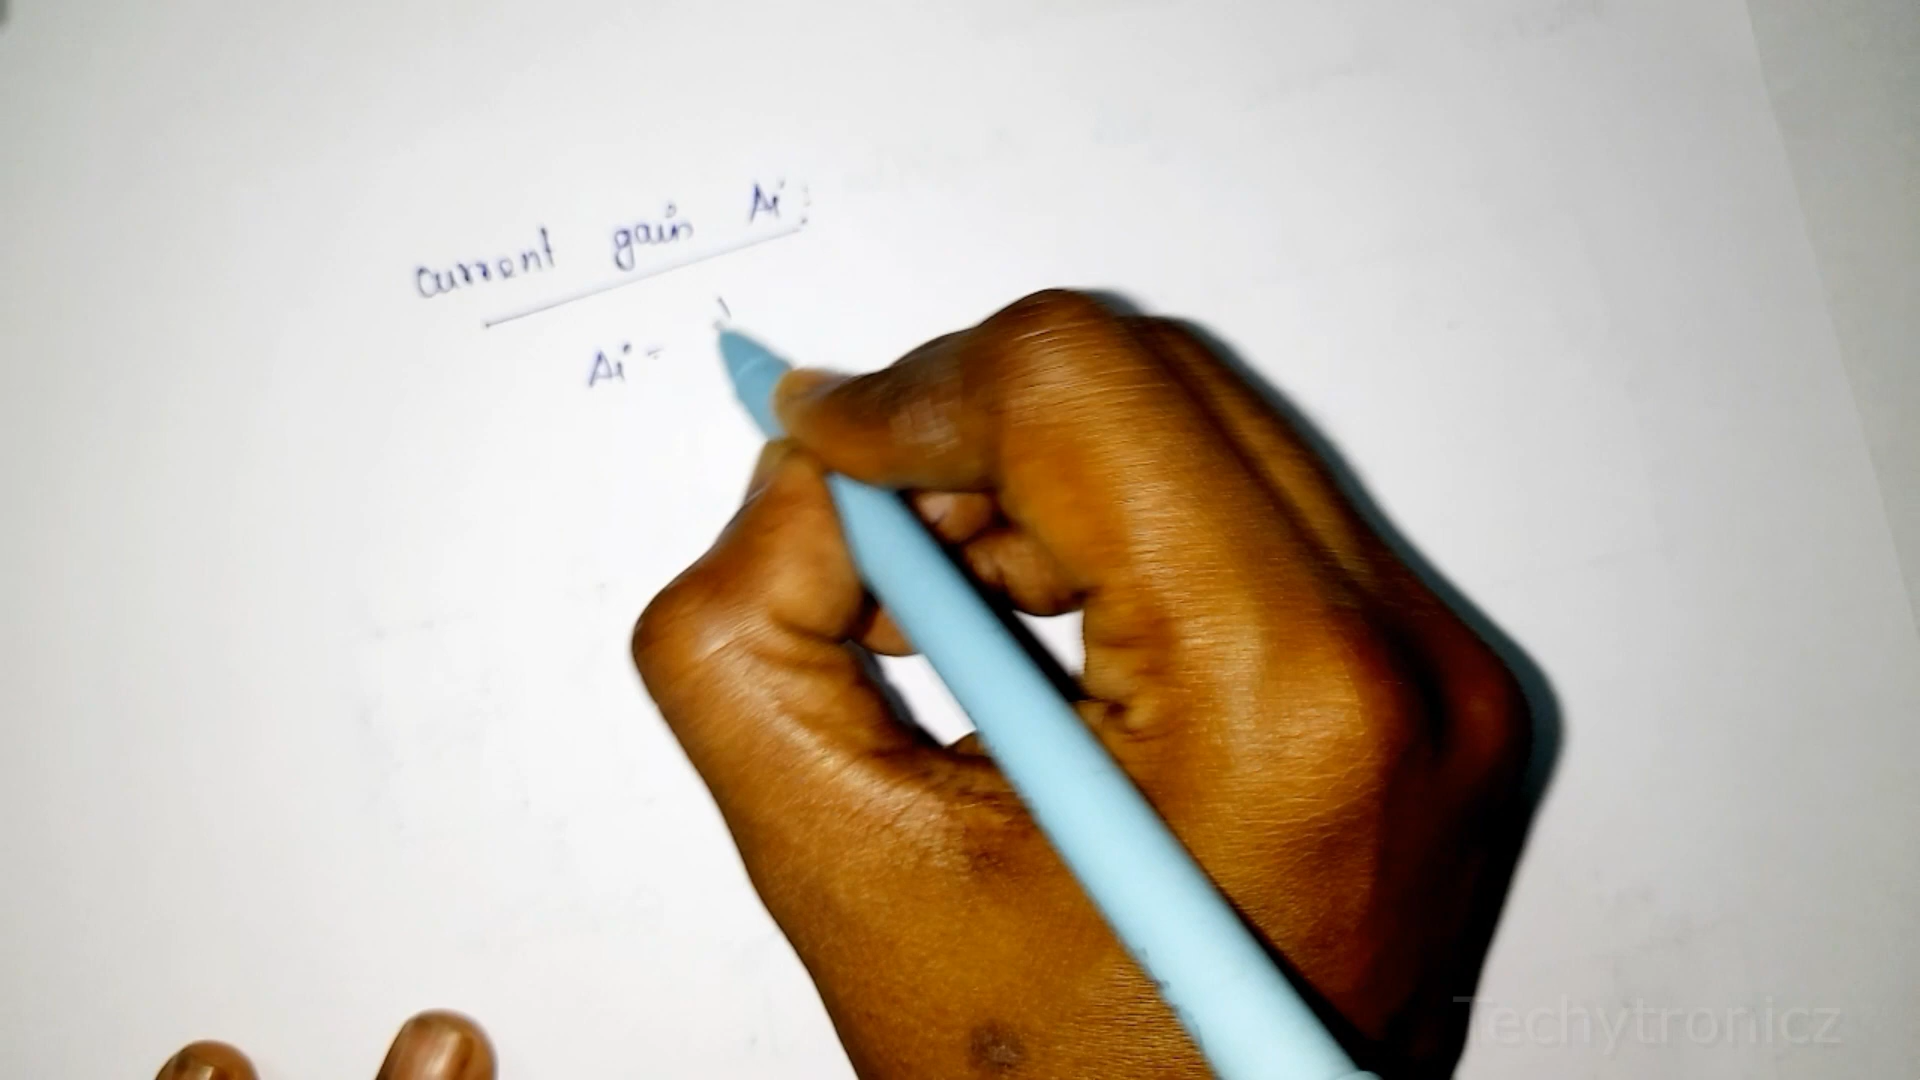 current gain Ai:
Ai =
Techytronicz